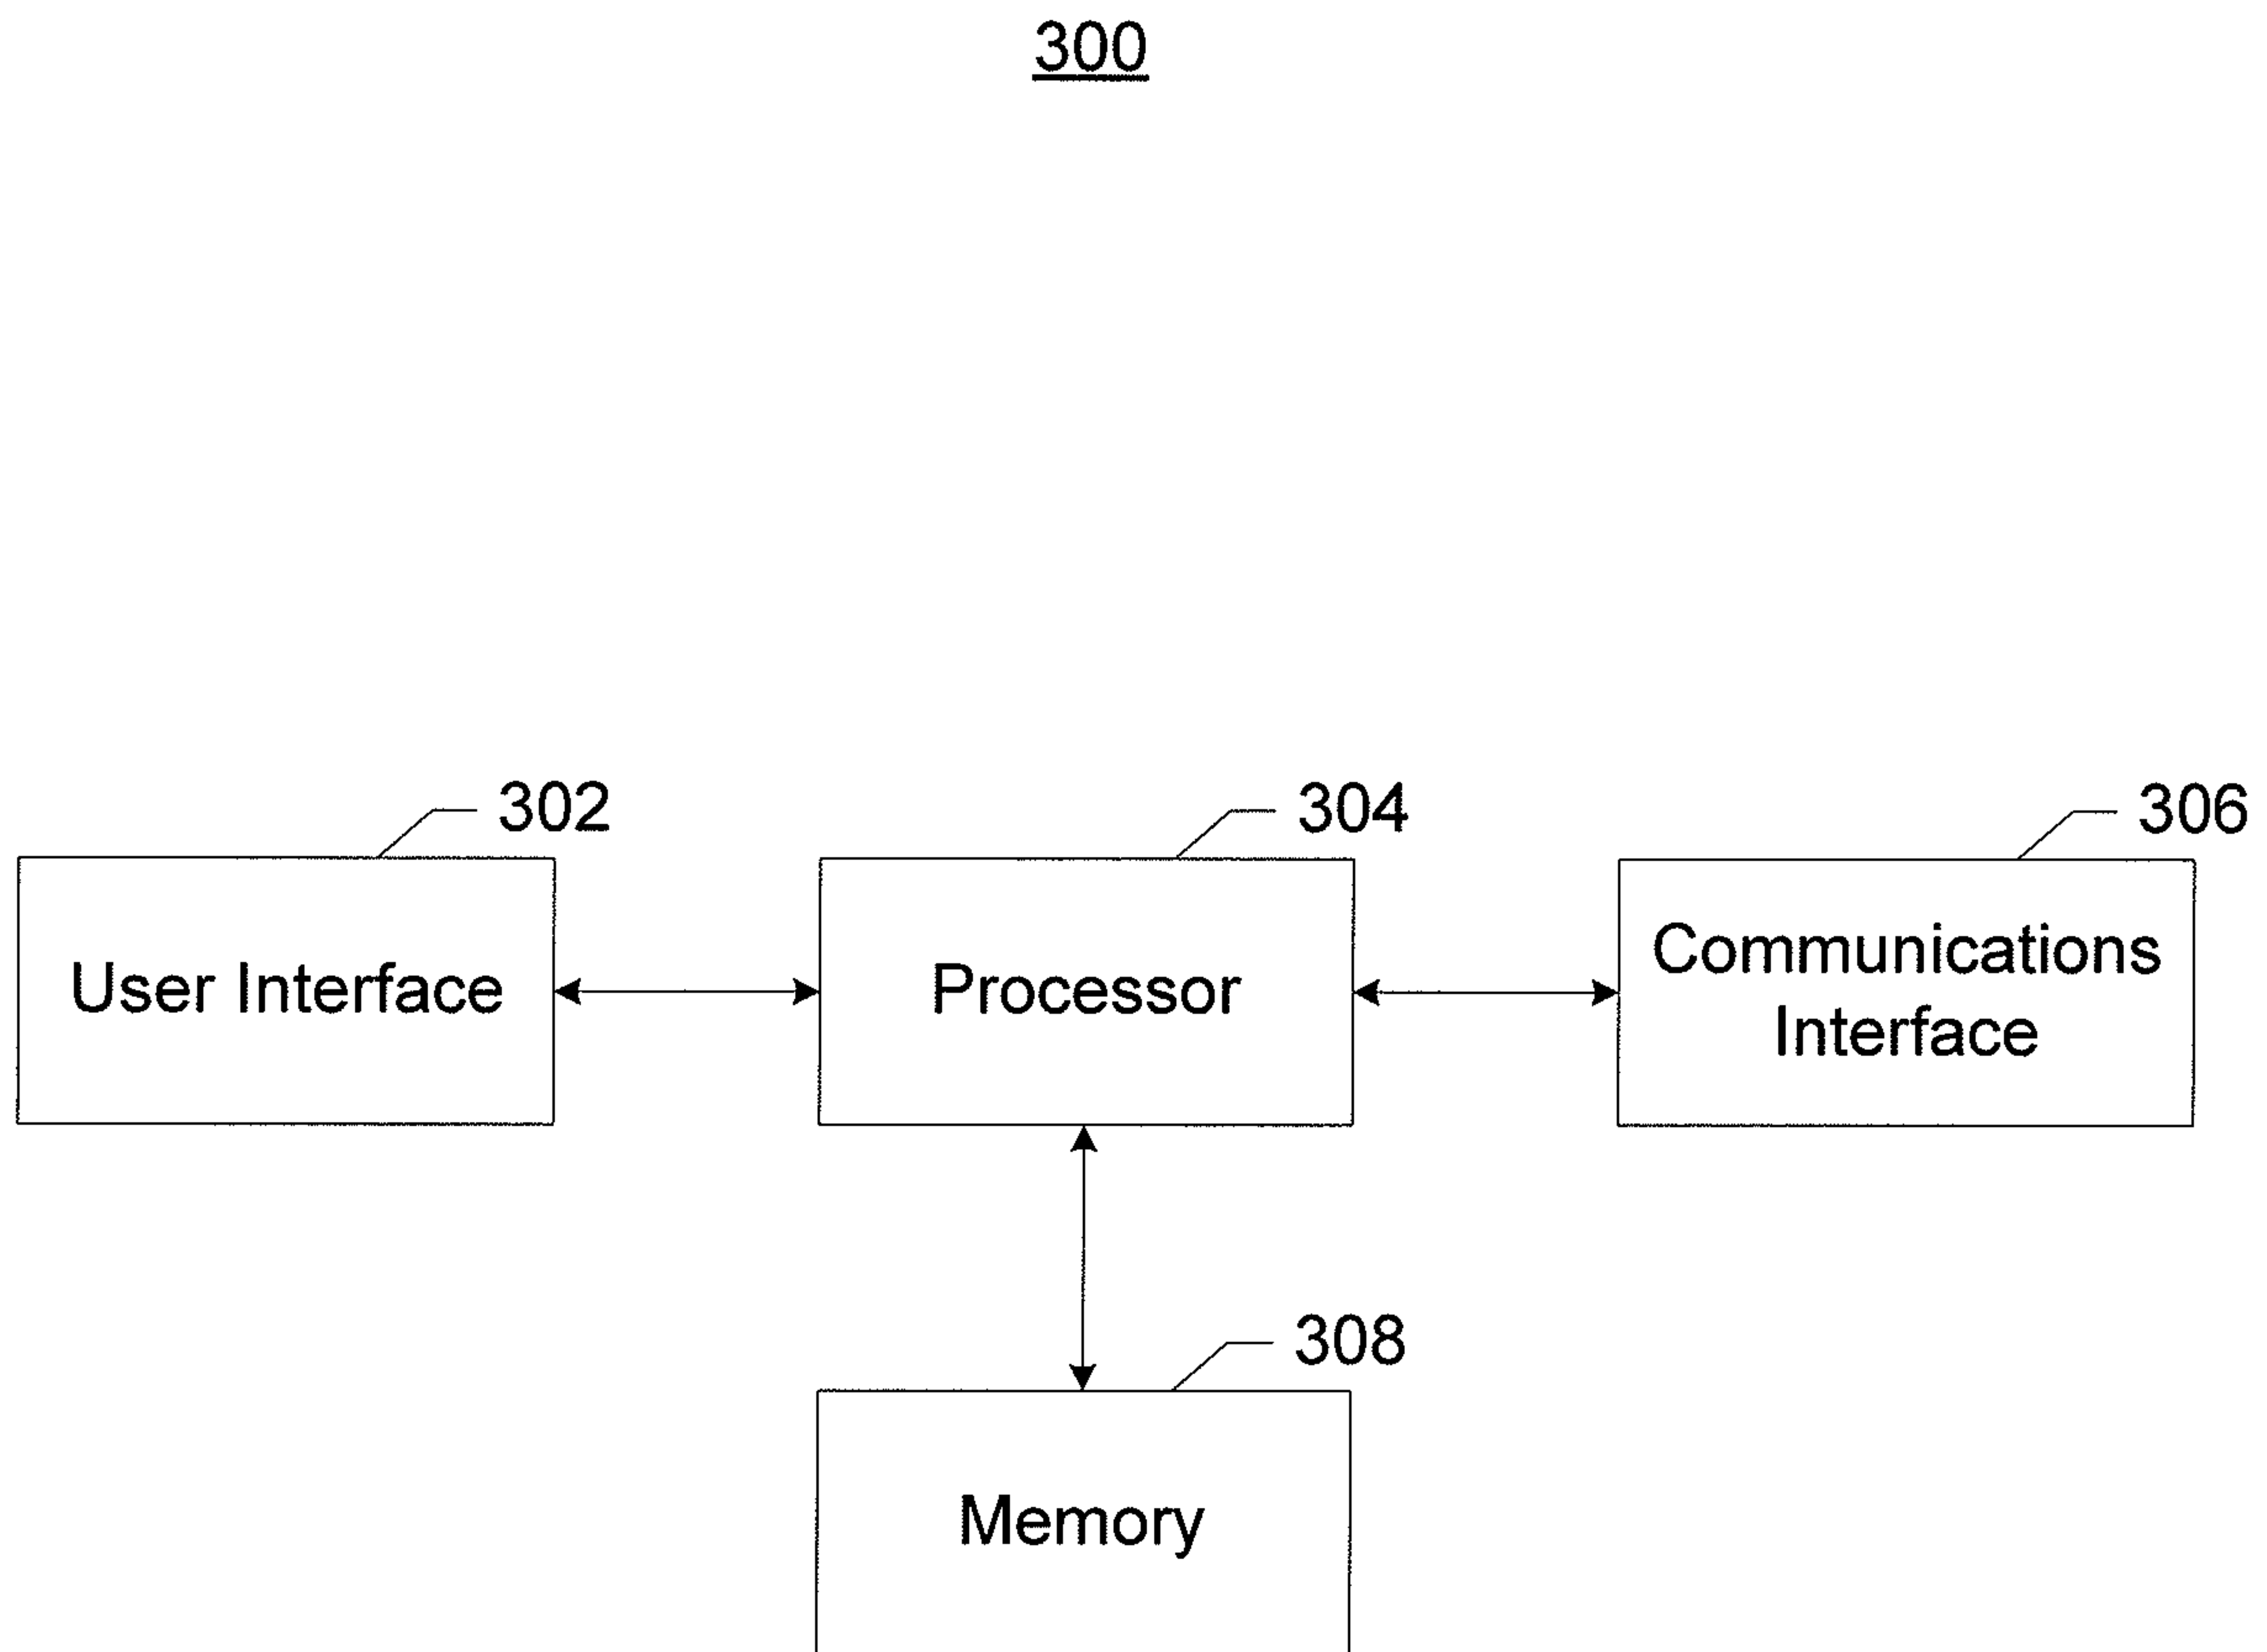 300
302
304
306
User Interface
Processor
Communications
Interface
308
Memory